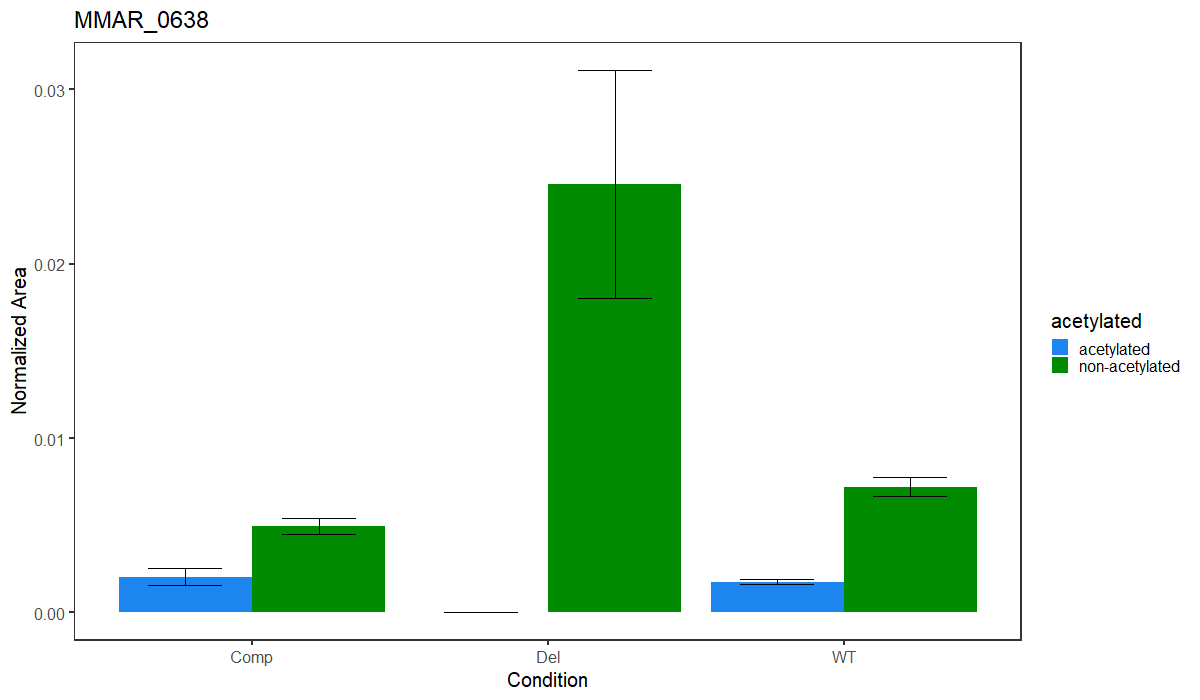 MMAR_0638
Normalized Area
0.03
0.02
0.01
0.00
Comp
Del
WT
Condition
acetylated
acetylated
non-acetylated